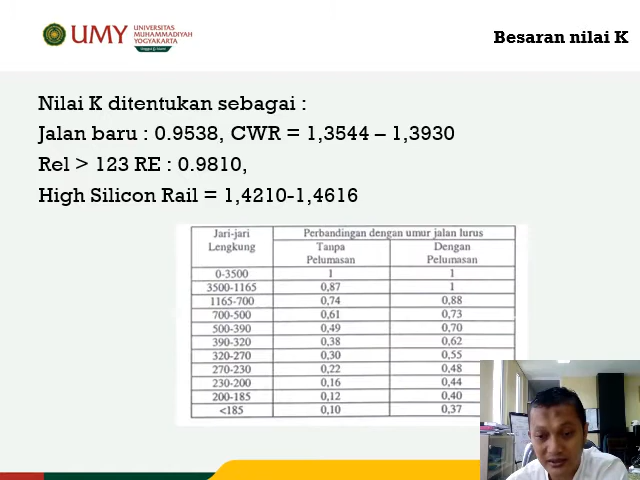 UMY
UNIVERSITAS
MUHAMMADIYAH
YOGYAKARTA
Unggul & Islami
Besaran nilai K
Nilai K ditentukan sebagai :
Jalan baru : 0.9538, CWR = 1,3544 – 1,3930
Rel > 123 RE : 0.9810,
High Silicon Rail = 1,4210-1,4616
Jari-jari Lengkung Perbandingan dengan umur jalan lurus
Tanpa Pelumasan Dengan Pelumasan
0-3500 1 1
3500-1165 0,87 1
1165-700 0,74 0,88
700-500 0,61 0,73
500-390 0,49 0,70
390-320 0,38 0,62
320-270 0,30 0,55
270-230 0,22 0,48
230-200 0,16 0,44
200-185 0,12 0,40
<185 0,10 0,37